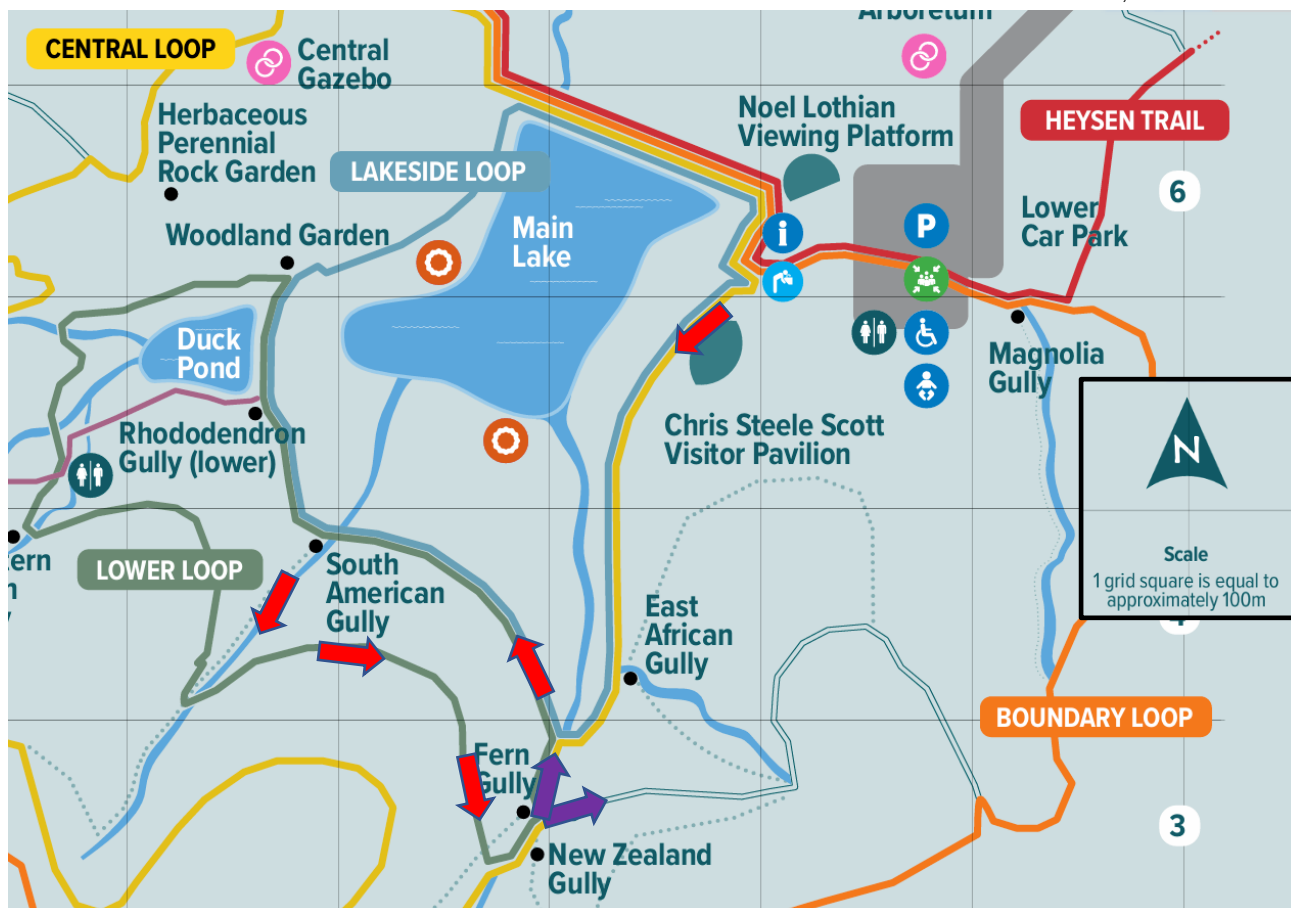 Arboretum
CENTRAL LOOP
Central
Gazebo
Herbaceous
Perennial
Rock Garden
Noel Lothian
Viewing Platform
HEYSEN TRAIL
LAKESIDE LOOP
6
Woodland Garden
Main
Lake
i
P
Lower
Car Park
Duck
Pond
Magnolia
Gully
Rhododendron
Gully (lower)
Chris Steele Scott
Visitor Pavilion
N
Scale
1 grid square is equal to
approximately 100m
LOWER LOOP
South
American
Gully
East
African
Gully
BOUNDARY LOOP
Fern
Gully
3
New Zealand
Gully